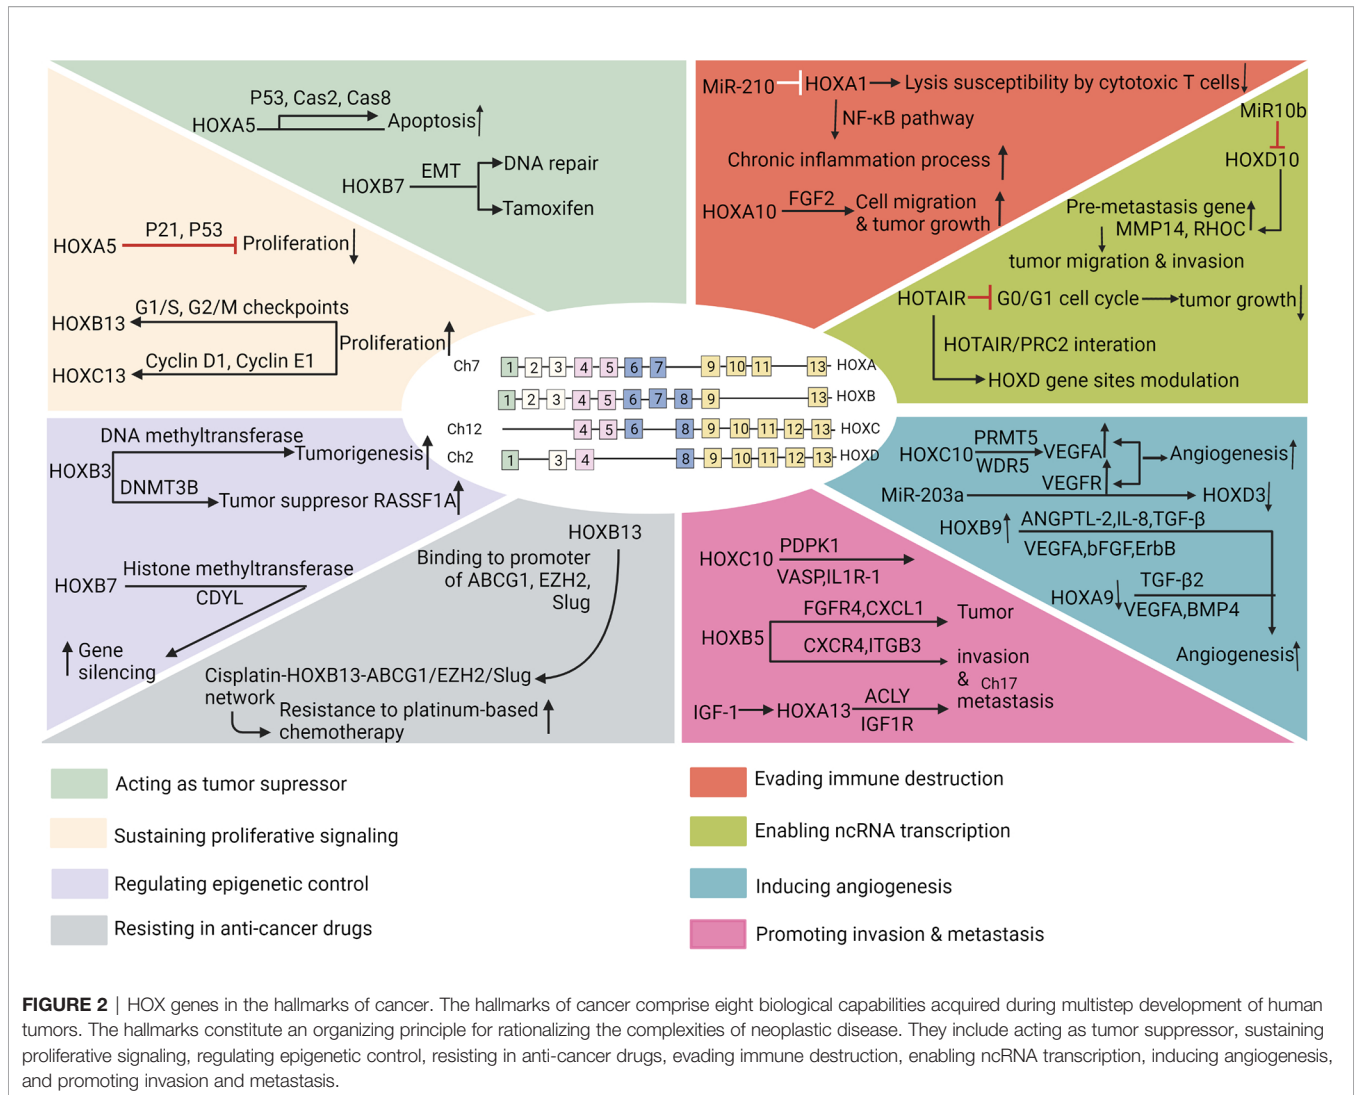 P53, Cas2, Cas8
HOXA5
Apoptosis
EMT
HOXB7
DNA repair
Tamoxifen
P21, P53
HOXA5
Proliferation
G1/S, G2/M checkpoints
HOXB13
Proliferation
Cyclin D1, Cyclin E1
HOXC13
DNA methyltransferase
Tumorigenesis
HOXB3
DNMT3B
Tumor suppresor RASSF1A
Histone methyltransferase
HOXB7
CDYL
Gene
silencing
HOXB13
Binding to promoter
of ABCG1, EZH2,
Slug
Cisplatin-HOXB13-ABCG1/EZH2/Slug
network
Resistance to platinum-based
chemotherapy
MiR-210
HOXA1
Lysis susceptibility by cytotoxic T cells
NF-κB pathway
Chronic inflammation process
HOXA10
FGF2
Cell migration
& tumor growth
MiR10b
HOXD10
Pre-metastasis gene
MMP14, RHOC
tumor migration & invasion
HOTAIR
G0/G1 cell cycle
tumor growth
HOTAIR/PRC2 interation
HOXD gene sites modulation
Ch7 1 2 3 4 5 6 7 9 10 11 13 HOXA
1 2 3 4 5 6 7 8 9 13 HOXB
Ch12 4 5 6 8 9 10 11 12 13 HOXC
Ch2 1 3 4 8 9 10 11 12 13 HOXD
PRMT5
HOXC10
VEGFA
Angiogenesis
WDR5
VEGFR
MiR-203a
HOXD3
HOXB9
ANGPTL-2,IL-8,TGF-β
VEGFA,bFGF,ErbB
TGF-β2
HOXA9
VEGFA,BMP4
Angiogenesis
PDPK1
HOXC10
VASP,IL1R-1
FGFR4,CXCL1
Tumor
HOXB5
CXCR4,ITGB3
invasion
& Ch17
metastasis
IGF-1
HOXA13
ACLY
IGF1R
Acting as tumor supressor
Sustaining proliferative signaling
Regulating epigenetic control
Resisting in anti-cancer drugs
Evading immune destruction
Enabling ncRNA transcription
Inducing angiogenesis
Promoting invasion & metastasis
FIGURE 2 | HOX genes in the hallmarks of cancer. The hallmarks of cancer comprise eight biological capabilities acquired during multistep development of human
tumors. The hallmarks constitute an organizing principle for rationalizing the complexities of neoplastic disease. They include acting as tumor suppressor, sustaining
proliferative signaling, regulating epigenetic control, resisting in anti-cancer drugs, evading immune destruction, enabling ncRNA transcription, inducing angiogenesis,
and promoting invasion and metastasis.